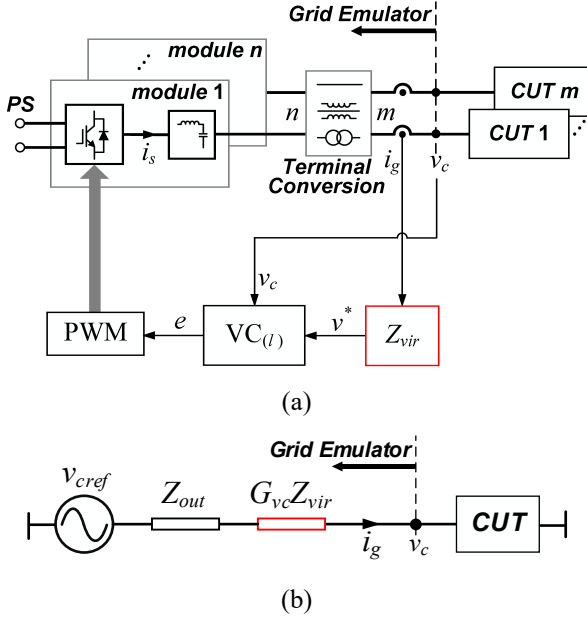 Grid Emulator
module n
module 1
PS
i_s
n
m
Terminal
Conversion
i_g
v_c
CUT m
CUT 1
v_c
PWM
e
VC_(l)
v^*
Z_vir
(a)
Grid Emulator
v_cref
Z_out
G_vc Z_vir
i_g
v_c
CUT
(b)